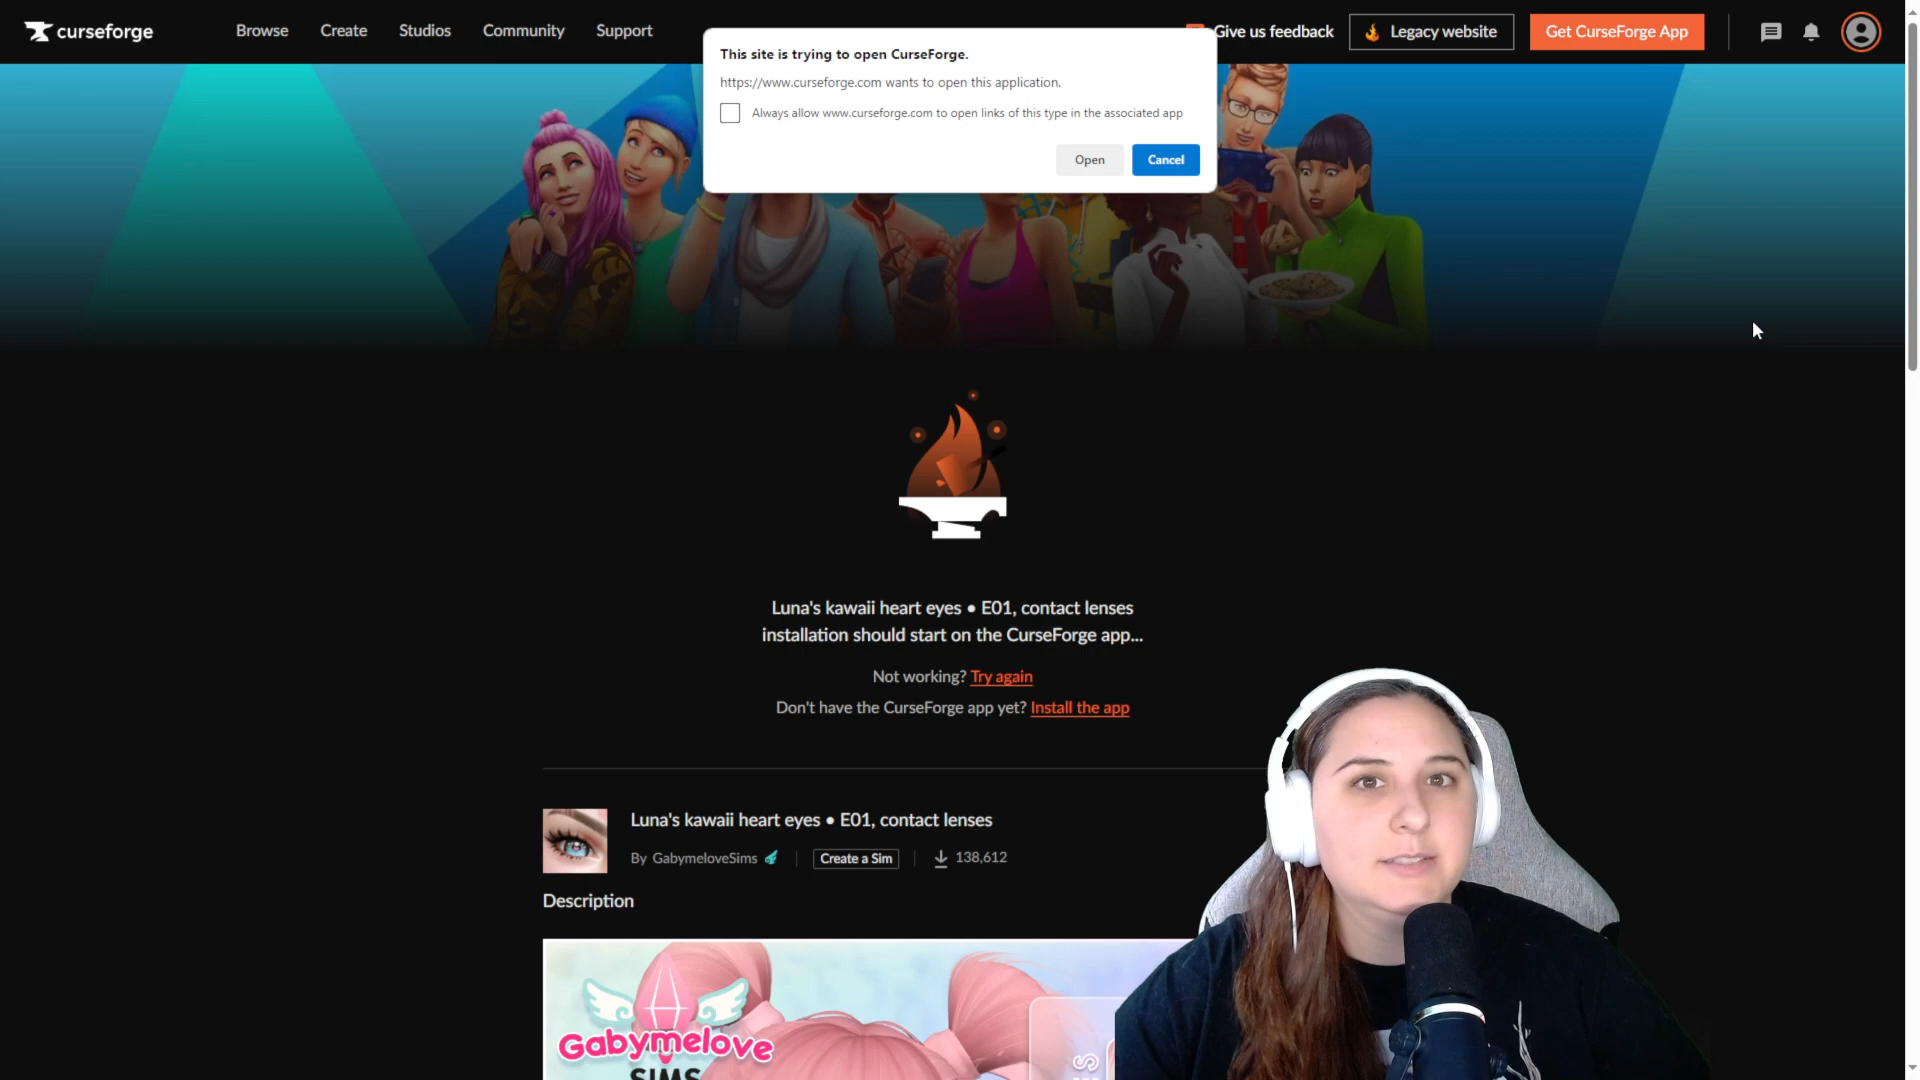 curseforge
Browse
Create
Studios
Community
Support
Give us feedback
Legacy website
Get CurseForge App
This site is trying to open CurseForge.
https://www.curseforge.com wants to open this application.
Always allow www.curseforge.com to open links of this type in the associated app
Open
Cancel
Luna's kawaii heart eyes • E01, contact lenses
installation should start on the CurseForge app...
Not working? Try again
Don't have the CurseForge app yet? Install the app
Luna's kawaii heart eyes • E01, contact lenses
By GabymeloveSims
Create a Sim
138,612
Description
Gabymelove
SIMS